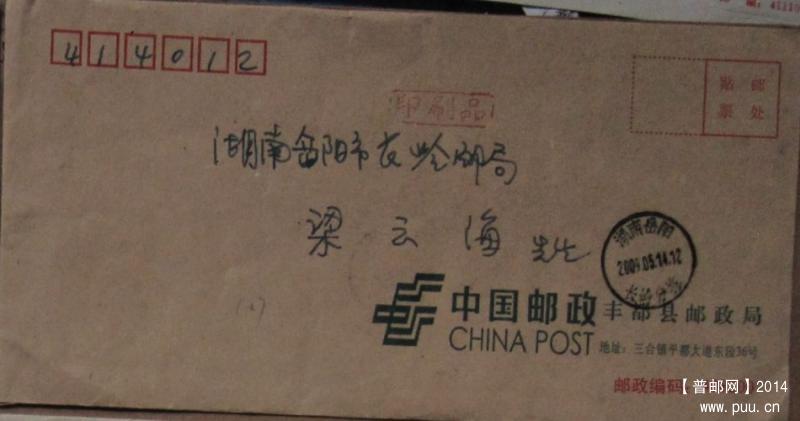 41110
414012
贴邮
票处
印刷品
湖南岳阳市长岭邮局
梁云海 先生
湖南岳阳
2009.05.14.12
中国邮政
CHINA POST
丰都县邮政局
地址：三合镇平都大道东段36号
邮政编码
【普邮网】2014
www.puu.cn